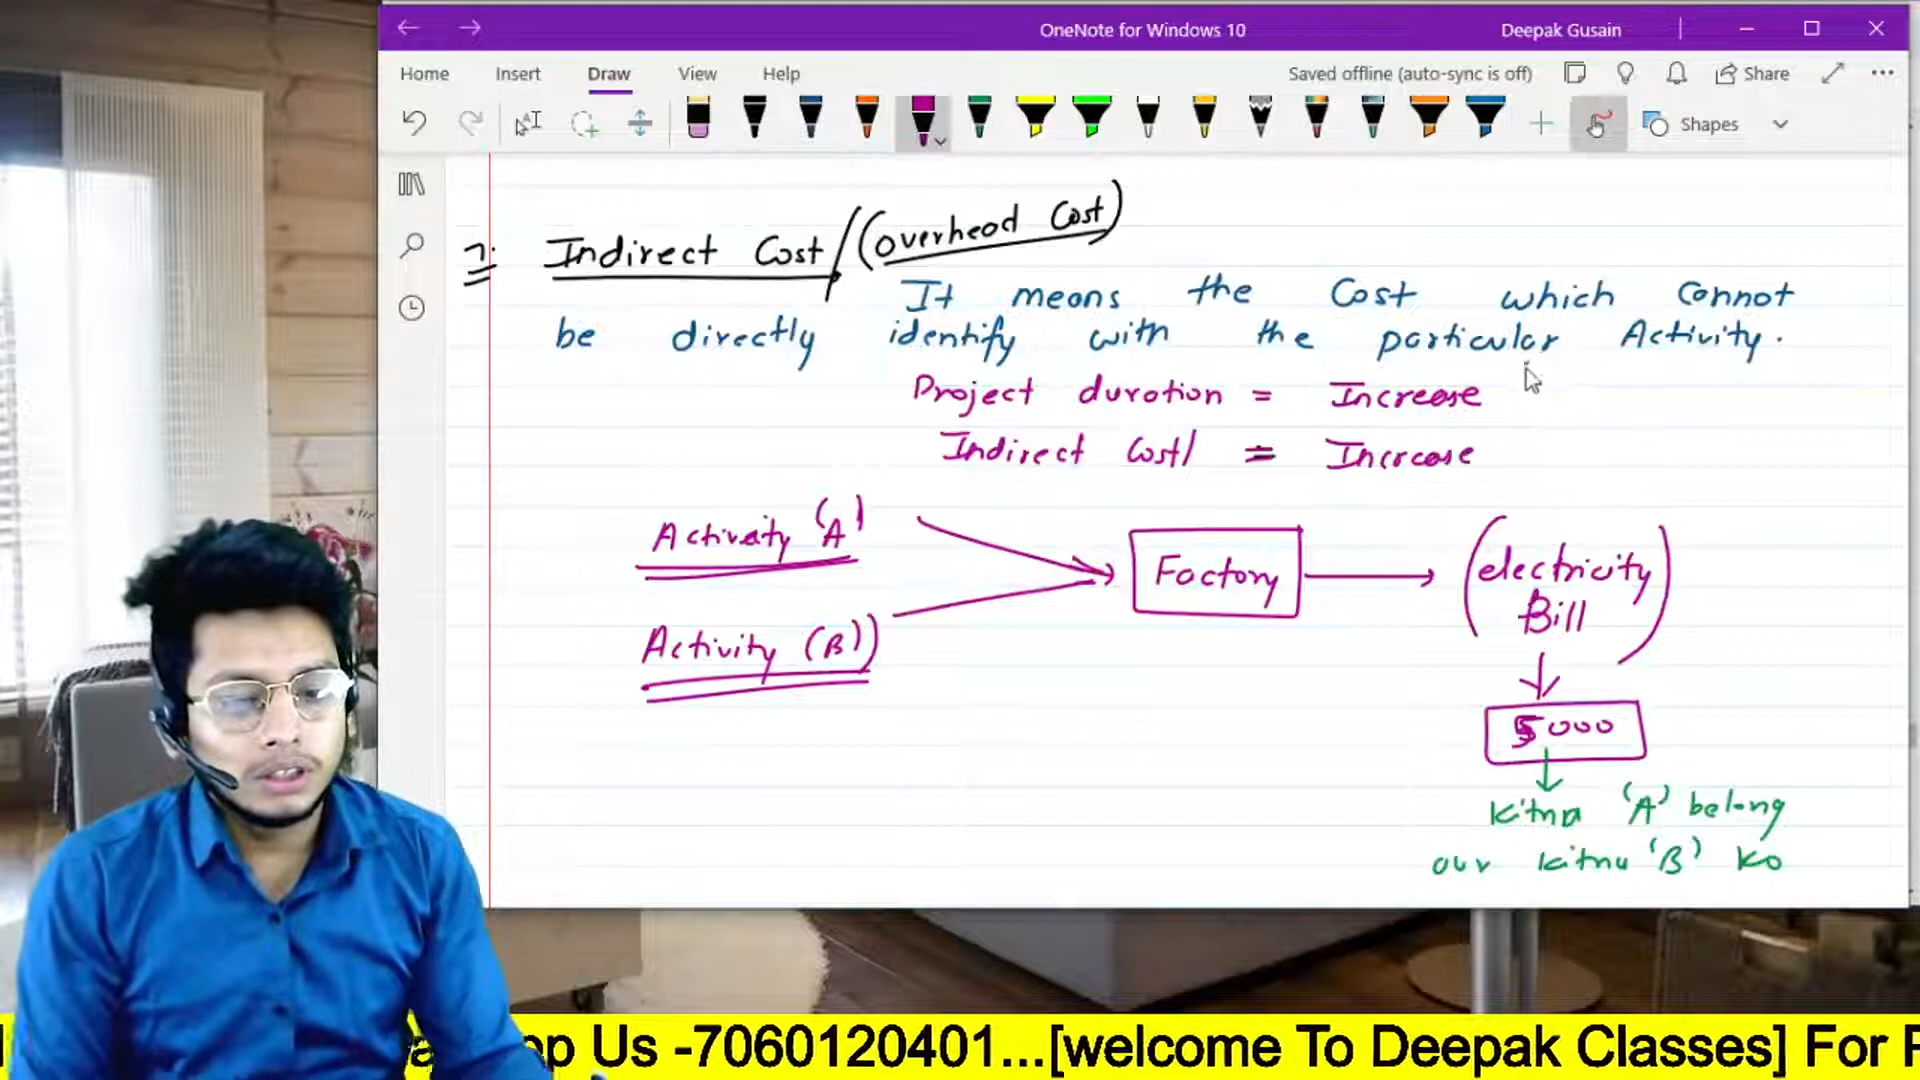 OneNote for Windows 10
Deepak Gusain
Home Insert Draw View Help
Saved offline (auto-sync is off)
Share
Shapes
7. Indirect Cost/(overhead Cost)
It means the Cost which cannot
be directly identify with the particular Activity.
Project duration = Increase
Indirect Cost = Increase
Activity (A)
Activity (B)
Factory
(electricity
Bill)
5000
kitna 'A' belong
aur kitna 'B' ko
op Us -7060120401...[welcome To Deepak Classes] For